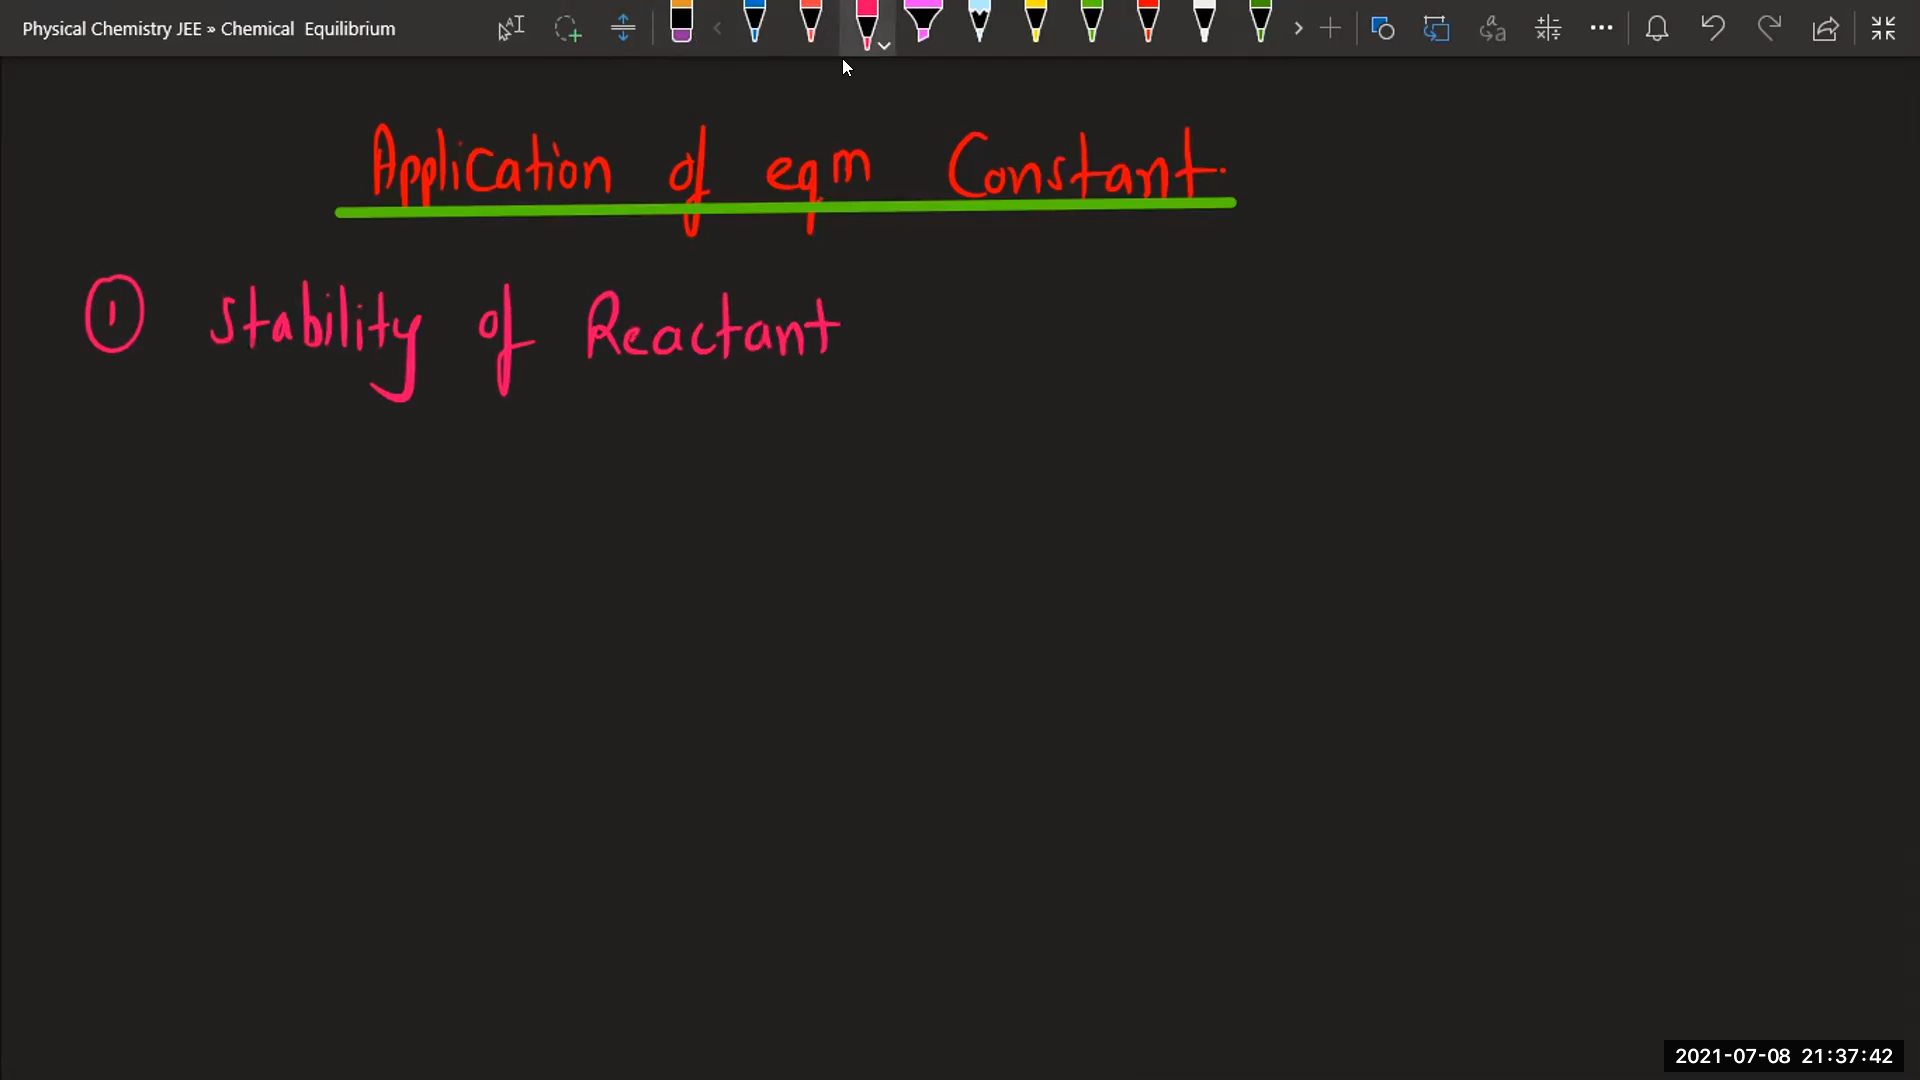 Physical Chemistry JEE » Chemical Equilibrium
Application of eqm Constant.
① Stability of Reactant
2021-07-08 21:37:42